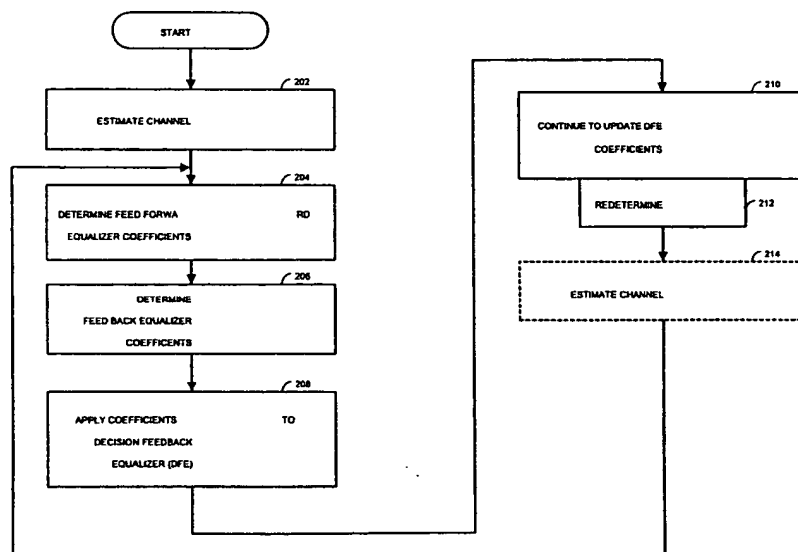 START
202
ESTIMATE CHANNEL
204
DETERMINE FEED FORWA RD
EQUALIZER COEFFICIENTS
206
DETERMINE
FEED BACK EQUALIZER
COEFFICENTS
208
APPLY COEFFICIENTS TO
DECISION FEEDBACK
EQUALIZER (DFE)
210
CONTINUE TO UPDATE DFE
COEFFICIENTS
REDETERMINE
212
214
ESTIMATE CHANNEL